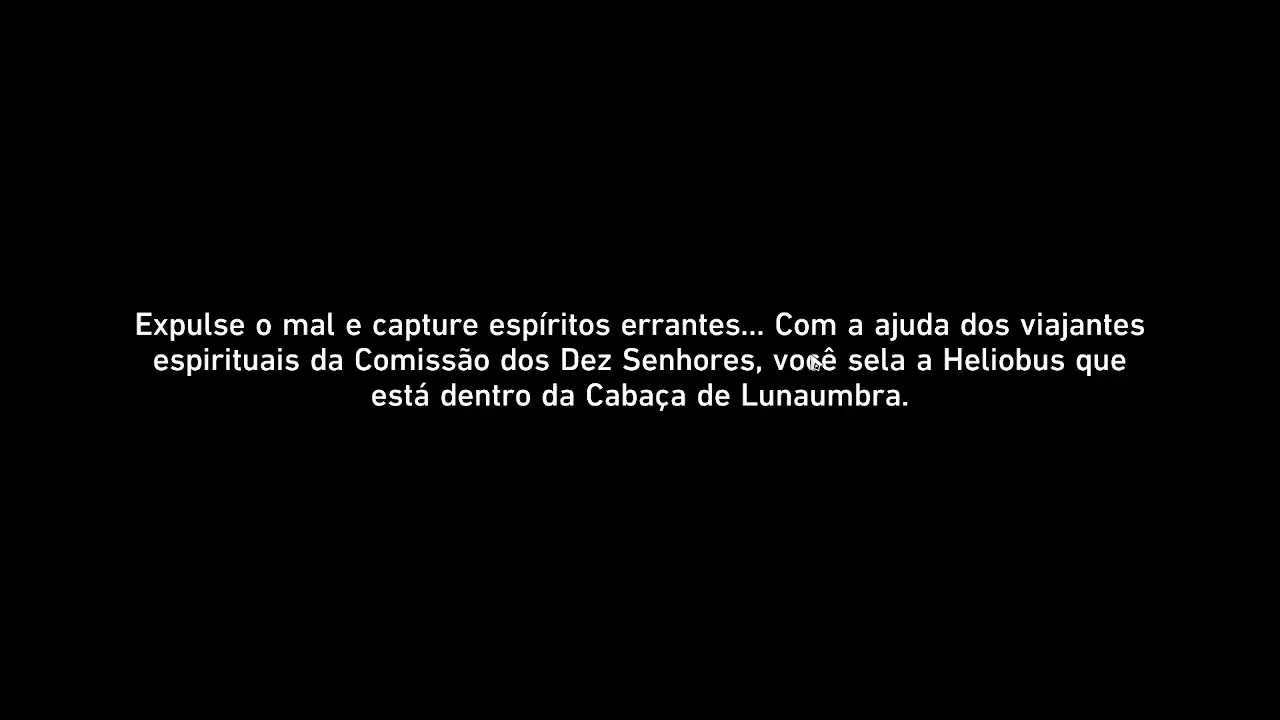 Expulse o mal e capture espíritos errantes... Com a ajuda dos viajantes
espirituais da Comissão dos Dez Senhores, você sela a Heliobus que
está dentro da Cabaça de Lunaumbra.